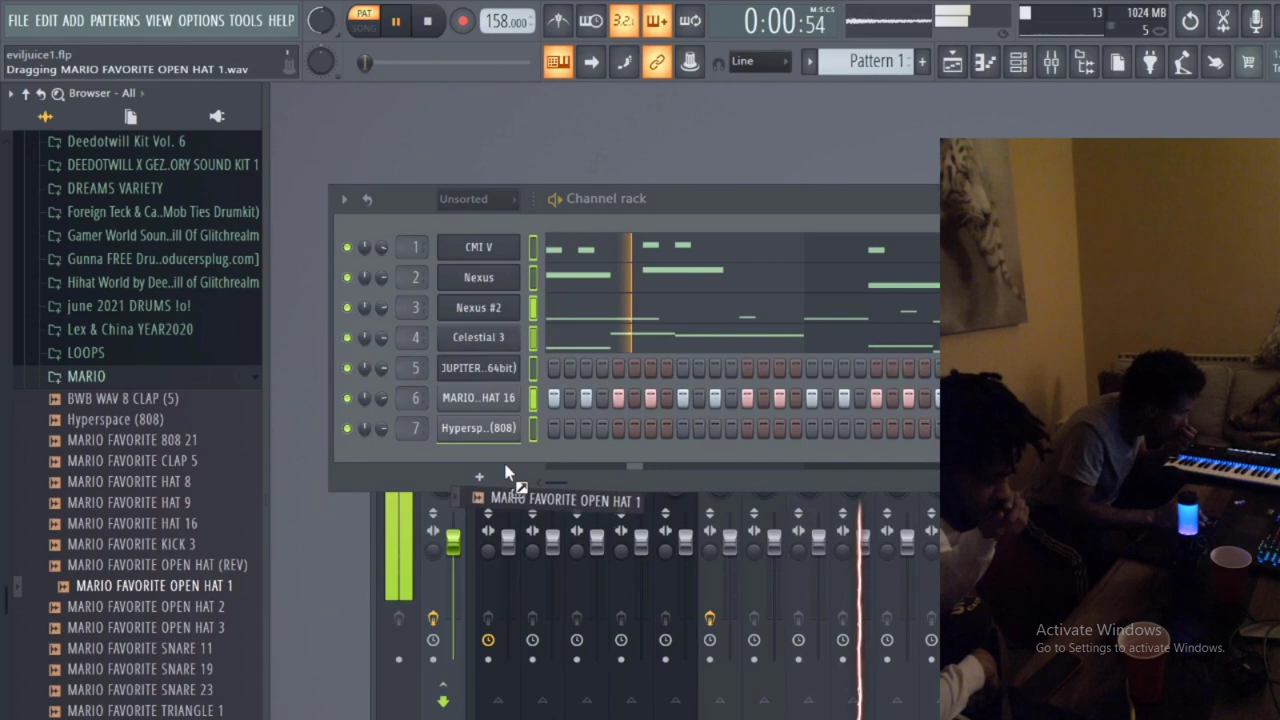 FILE EDIT ADD PATTERNS VIEW OPTIONS TOOLS HELP
PAT
SONG
158.000
3.2.
0:00:54
M:S:CS
13
1024 MB
5
eviljuice1.flp
Dragging MARIO FAVORITE OPEN HAT 1.wav
Line
Pattern 1
Browser - All
Deedotwill Kit Vol. 6
DEEDOTWILL X GEZ..ORY SOUND KIT 1
DREAMS VARIETY
Foreign Teck & Ca..Mob Ties Drumkit)
Gamer World Soun..ill Of Glitchrealm
Gunna FREE Dru..oducersplug.com]
Hihat World by Dee..ill of Glitchrealm
june 2021 DRUMS !o!
Lex & China YEAR2020
LOOPS
MARIO
BWB WAV 8 CLAP (5)
Hyperspace (808)
MARIO FAVORITE 808 21
MARIO FAVORITE CLAP 5
MARIO FAVORITE HAT 8
MARIO FAVORITE HAT 9
MARIO FAVORITE HAT 16
MARIO FAVORITE KICK 3
MARIO FAVORITE OPEN HAT (REV)
MARIO FAVORITE OPEN HAT 1
MARIO FAVORITE OPEN HAT 2
MARIO FAVORITE OPEN HAT 3
MARIO FAVORITE SNARE 11
MARIO FAVORITE SNARE 19
MARIO FAVORITE SNARE 23
MARIO FAVORITE TRIANGLE 1
Unsorted
Channel rack
1 CMI V
2 Nexus
3 Nexus #2
4 Celestial 3
5 JUPITER..64bit)
6 MARIO..HAT 16
7 Hypersp..(808)
MARIO FAVORITE OPEN HAT 1
Activate Windows
Go to Settings to activate Windows.